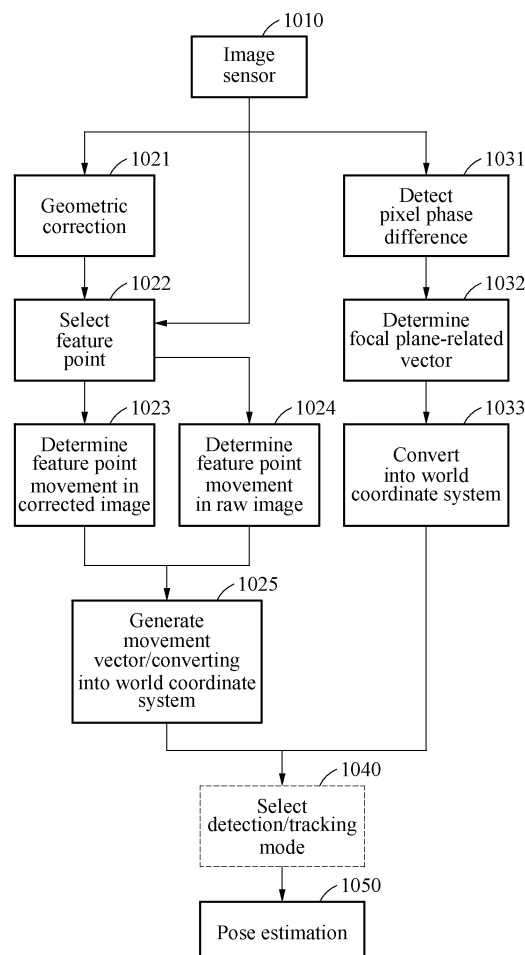 1010
Image
sensor
1021
Geometric
correction
1031
Detect
pixel phase
difference
1022
Select
feature
point
1032
Determine
focal plane-related
vector
1023
Determine
feature point
movement in
corrected image
1024
Determine
feature point
movement
in raw image
1033
Convert
into world
coordinate system
1025
Generate
movement
vector/converting
into world coordinate
system
1040
Select
detection/tracking
mode
1050
Pose estimation